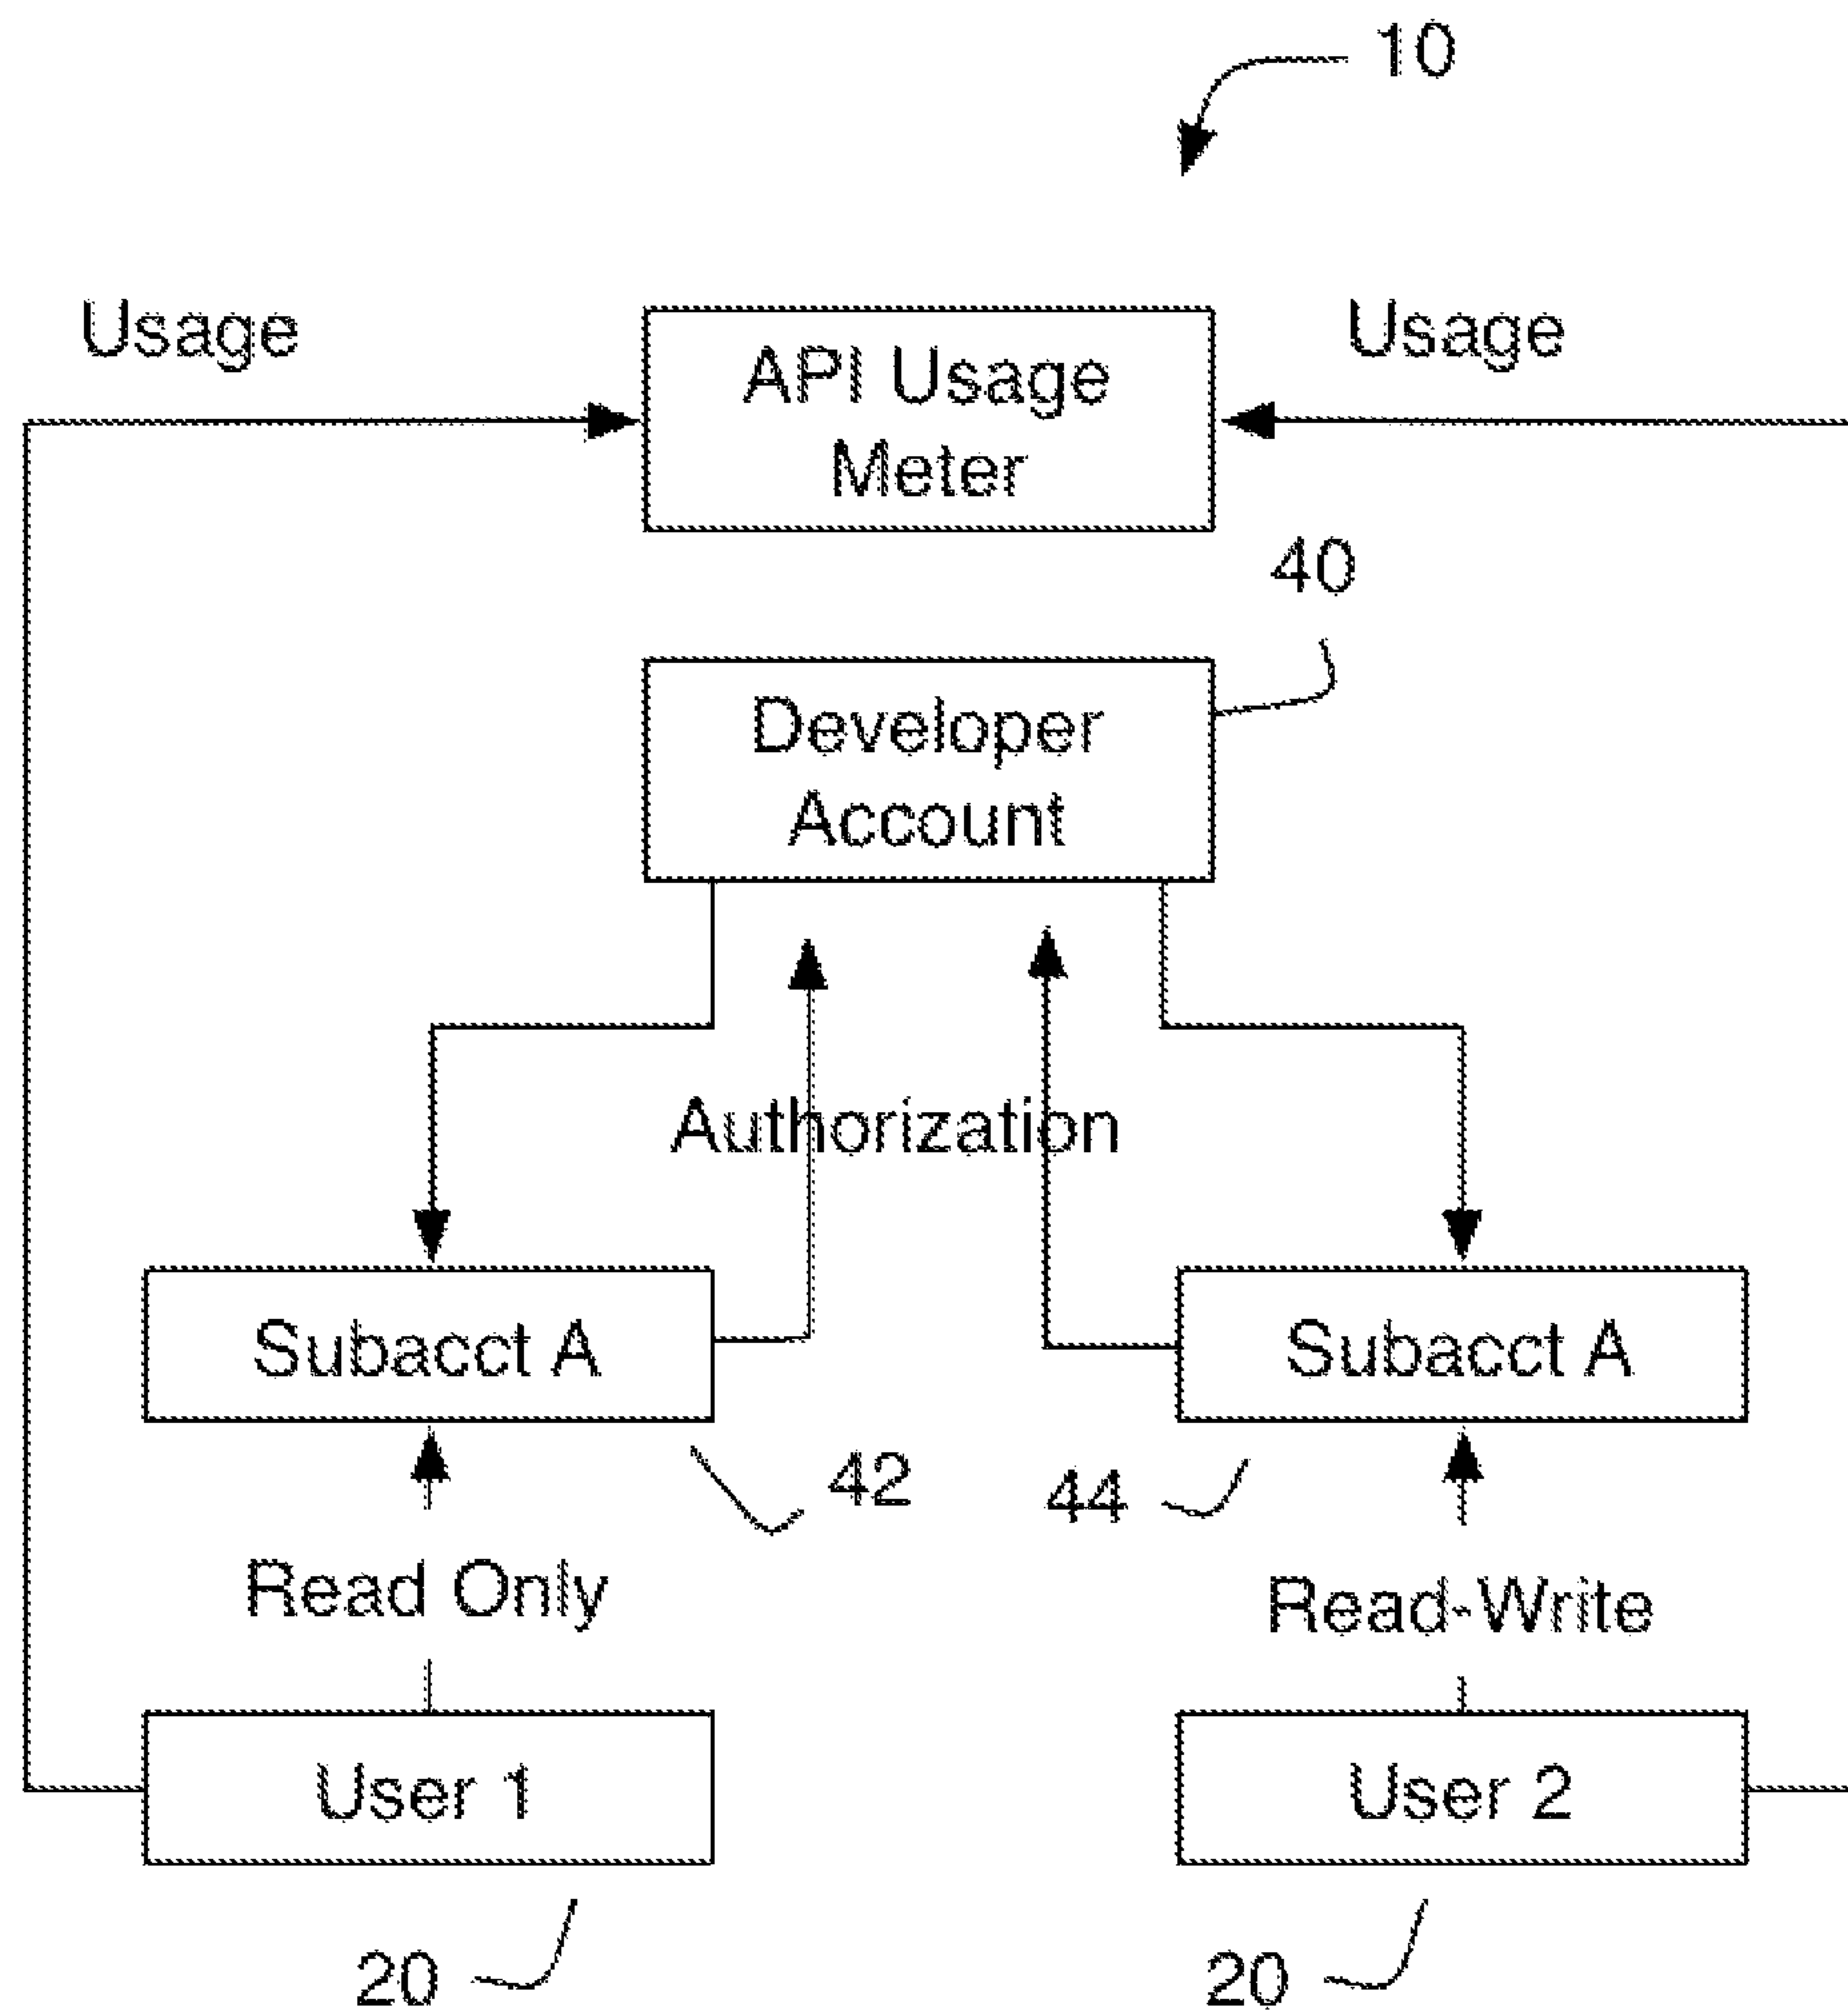 10
Usage
API Usage
Meter
Usage
40
Developer
Account
Authorization
Subacct A
Subacct A
42
44
Read Only
Read-Write
User 1
User 2
20
20